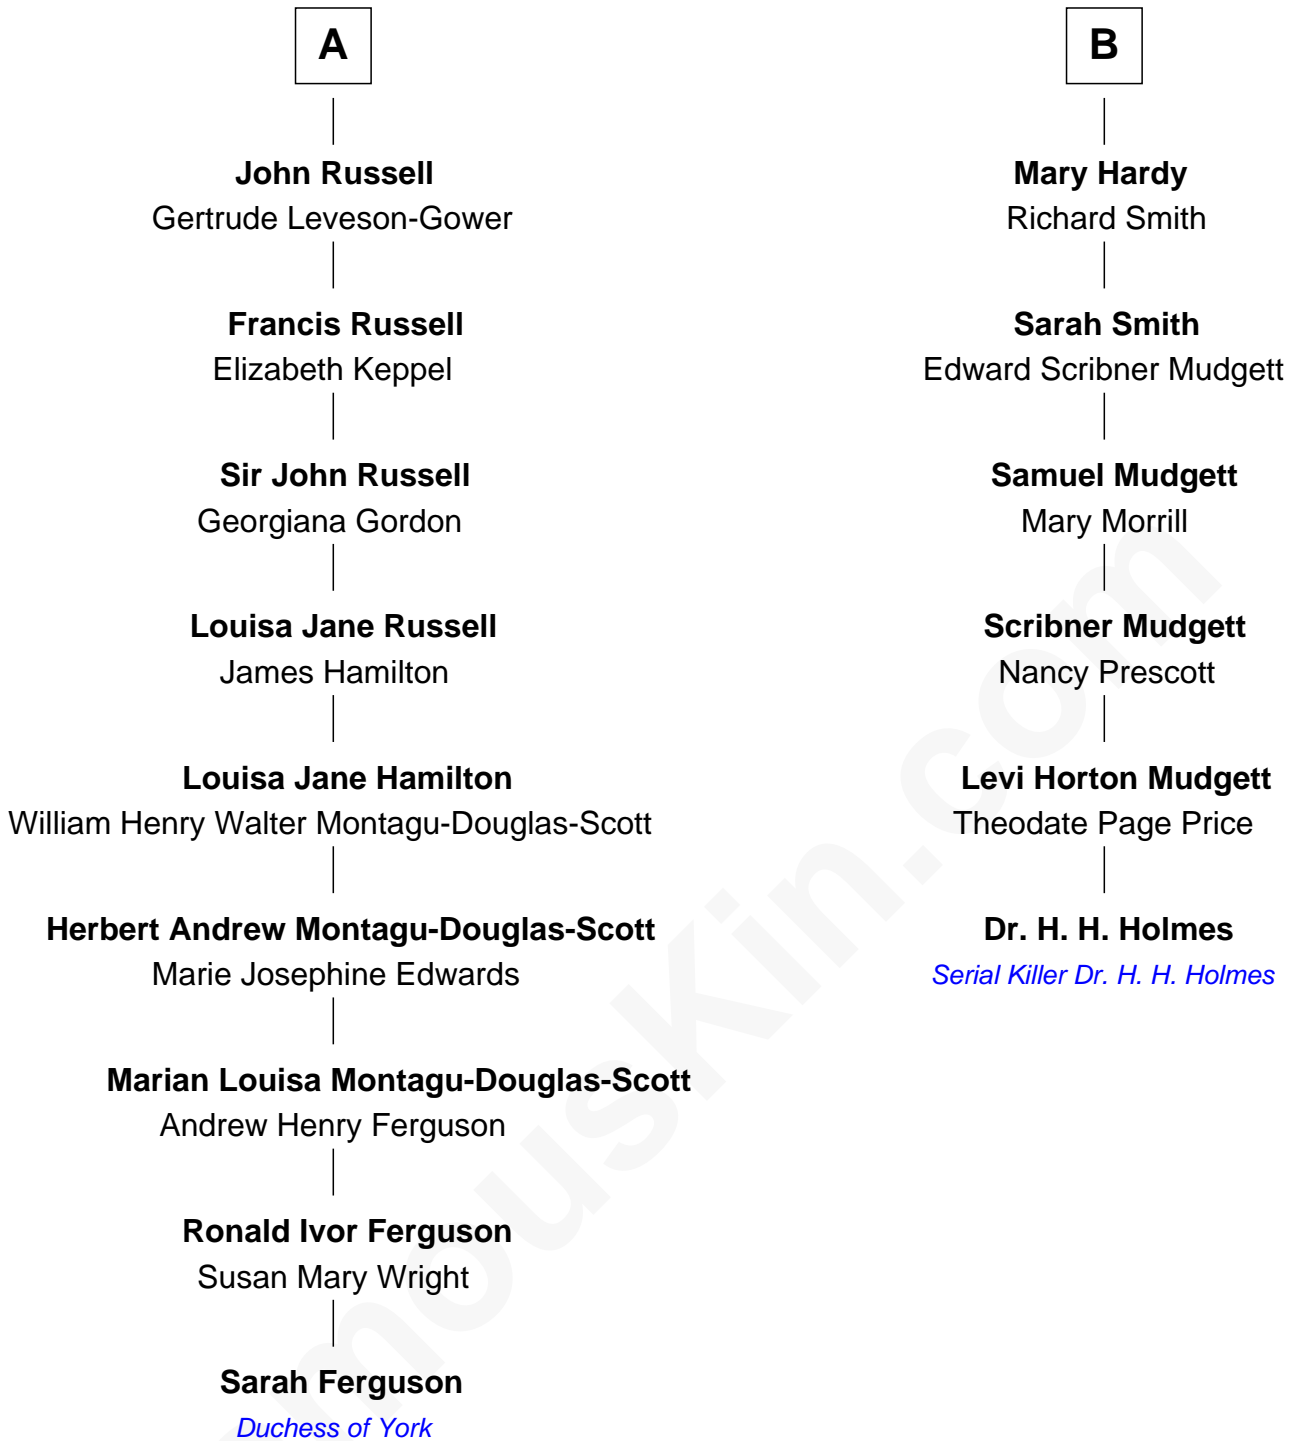 A
John Russell
Gertrude Leveson-Gower
Francis Russell
Elizabeth Keppel
Sir John Russell
Georgiana Gordon
Louisa Jane Russell
James Hamilton
Louisa Jane Hamilton
William Henry Walter Montagu-Douglas-Scott
Herbert Andrew Montagu-Douglas-Scott
Marie Josephine Edwards
Marian Louisa Montagu-Douglas-Scott
Andrew Henry Ferguson
Ronald Ivor Ferguson
Susan Mary Wright
Sarah Ferguson
Duchess of York
B
Mary Hardy
Richard Smith
Sarah Smith
Edward Scribner Mudgett
Samuel Mudgett
Mary Morrill
Scribner Mudgett
Nancy Prescott
Levi Horton Mudgett
Theodate Page Price
Dr. H. H. Holmes
Serial Killer Dr. H. H. Holmes
mousKin.com